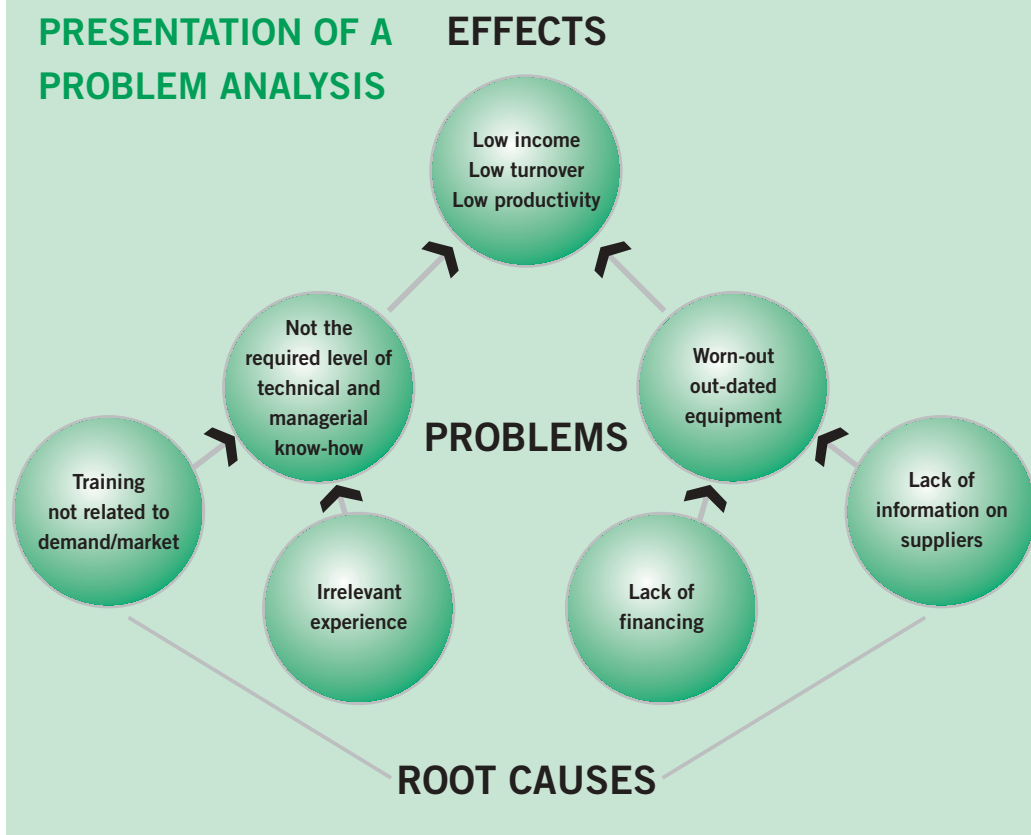 PRESENTATION OF A
PROBLEM ANALYSIS
EFFECTS
Low income
Low turnover
Low productivity
Not the
required level of
technical and
managerial
know-how
Worn-out
out-dated
equipment
PROBLEMS
Training
not related to
demand/market
Irrelevant
experience
Lack of
financing
Lack of
information on
suppliers
ROOT CAUSES